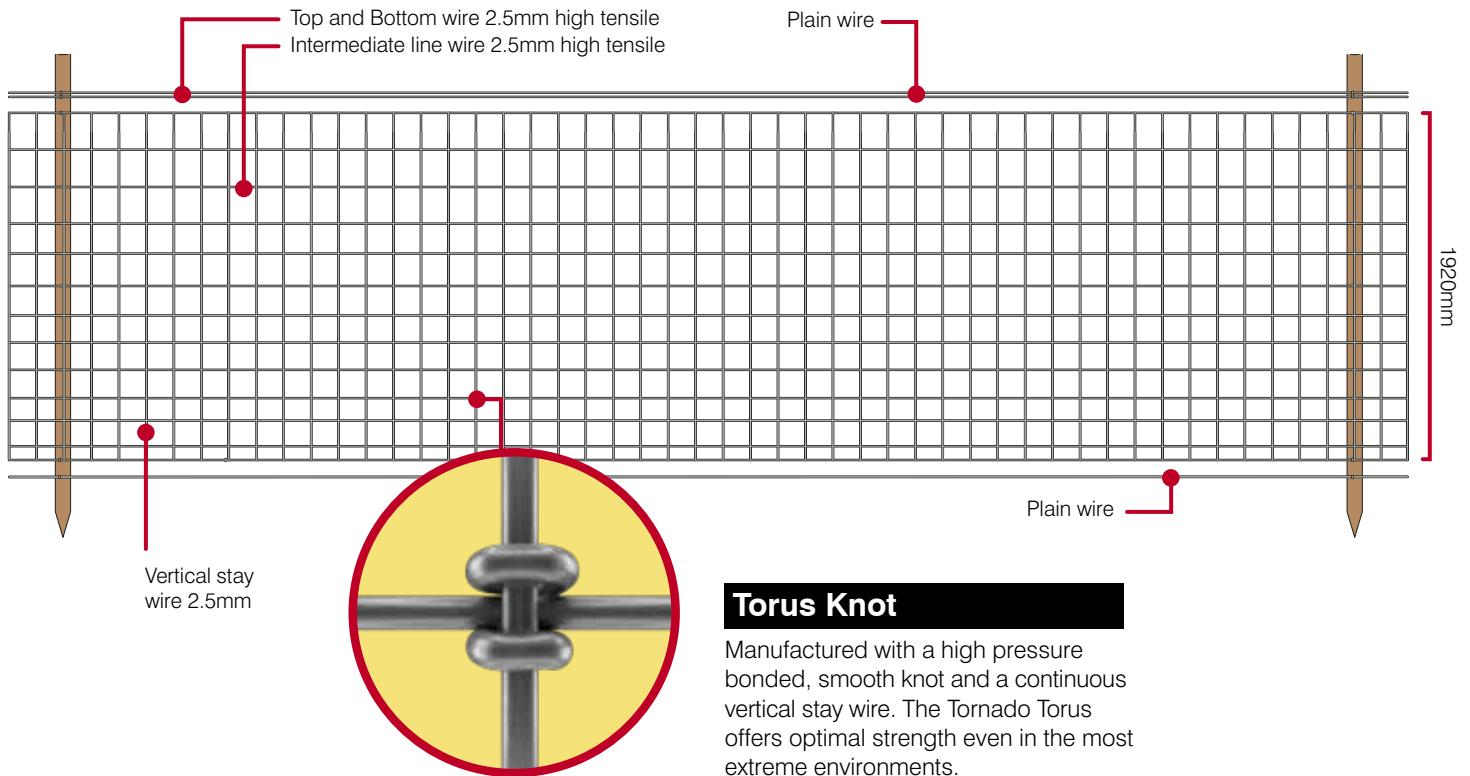 Top and Bottom wire 2.5mm high tensile
Intermediate line wire 2.5mm high tensile
Plain wire
1920mm
Plain wire
Vertical stay
wire 2.5mm
Torus Knot
Manufactured with a high pressure
bonded, smooth knot and a continuous
vertical stay wire. The Tornado Torus
offers optimal strength even in the most
extreme environments.